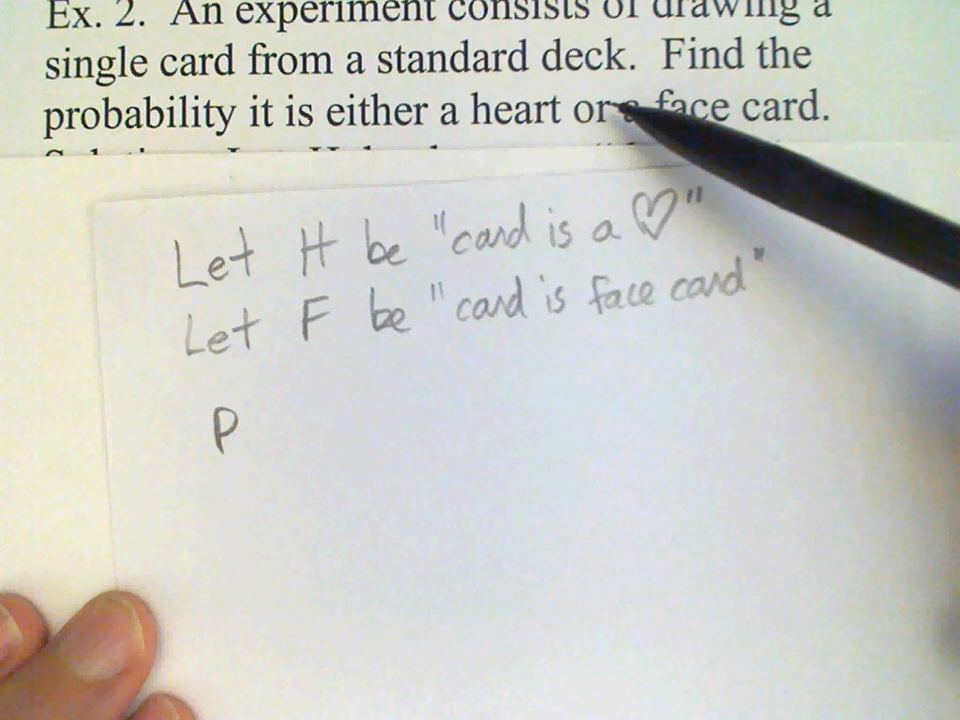 Ex. 2. An experiment consists of drawing a
single card from a standard deck. Find the
probability it is either a heart or a face card.
Let H be "card is a ♡"
Let F be "card is face card"
P